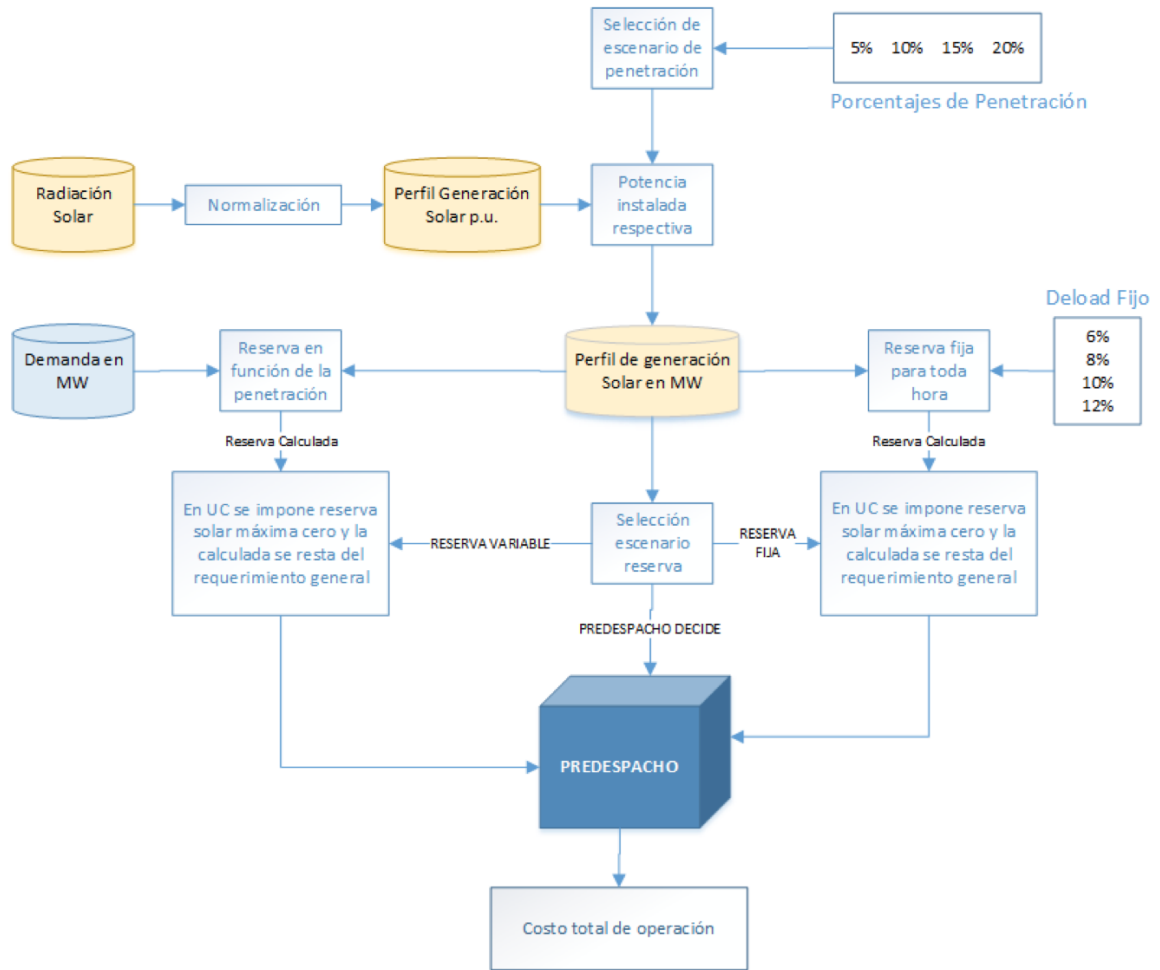 Selección de
escenario de
penetración
5% 10% 15% 20%
Porcentajes de Penetración
Radiación
Solar
Normalización
Perfil Generación
Solar p.u.
Potencia
instalada
respectiva
Deload Fijo
6%
8%
10%
12%
Demanda en
MW
Reserva en
función de la
penetración
Perfil de generación
Solar en MW
Reserva fija
para toda
hora
Reserva Calculada
Reserva Calculada
En UC se impone reserva
solar máxima cero y la
calculada se resta del
requerimiento general
RESERVA VARIABLE
Selección
escenario
reserva
RESERVA
FIJA
En UC se impone reserva
solar máxima cero y la
calculada se resta del
requerimiento general
PREDESPACHO DECIDE
PREDESPACHO
Costo total de operación